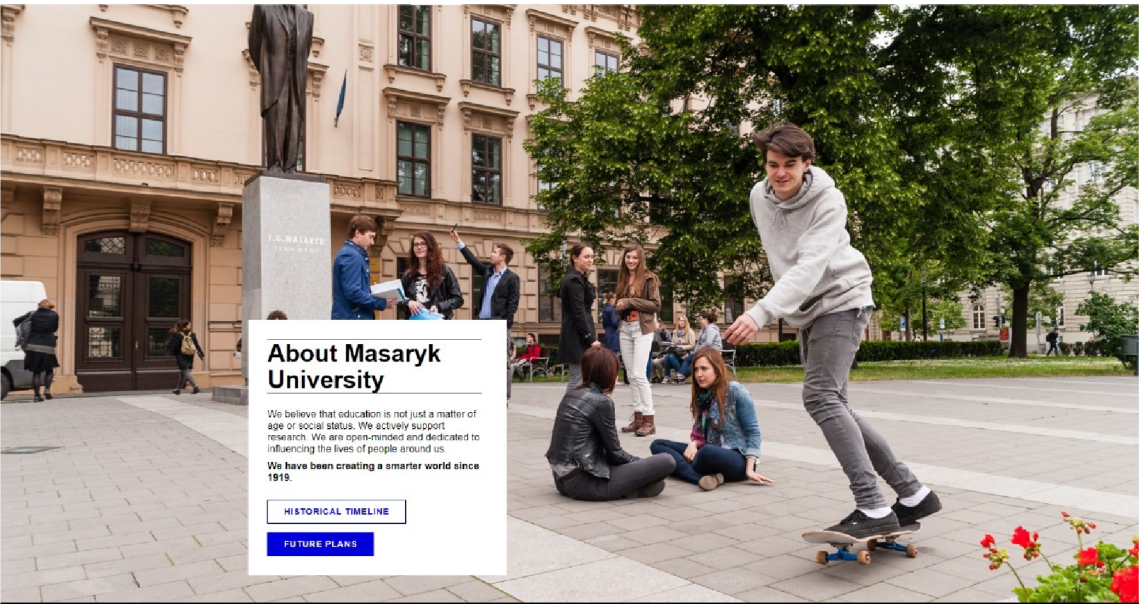 T.G. MASARYK
About Masaryk
University
We believe that education is not just a matter of
age or social status. We actively support
research. We are open-minded and dedicated to
influencing the lives of people around us.
We have been creating a smarter world since
1919.
HISTORICAL TIMELINE
FUTURE PLANS